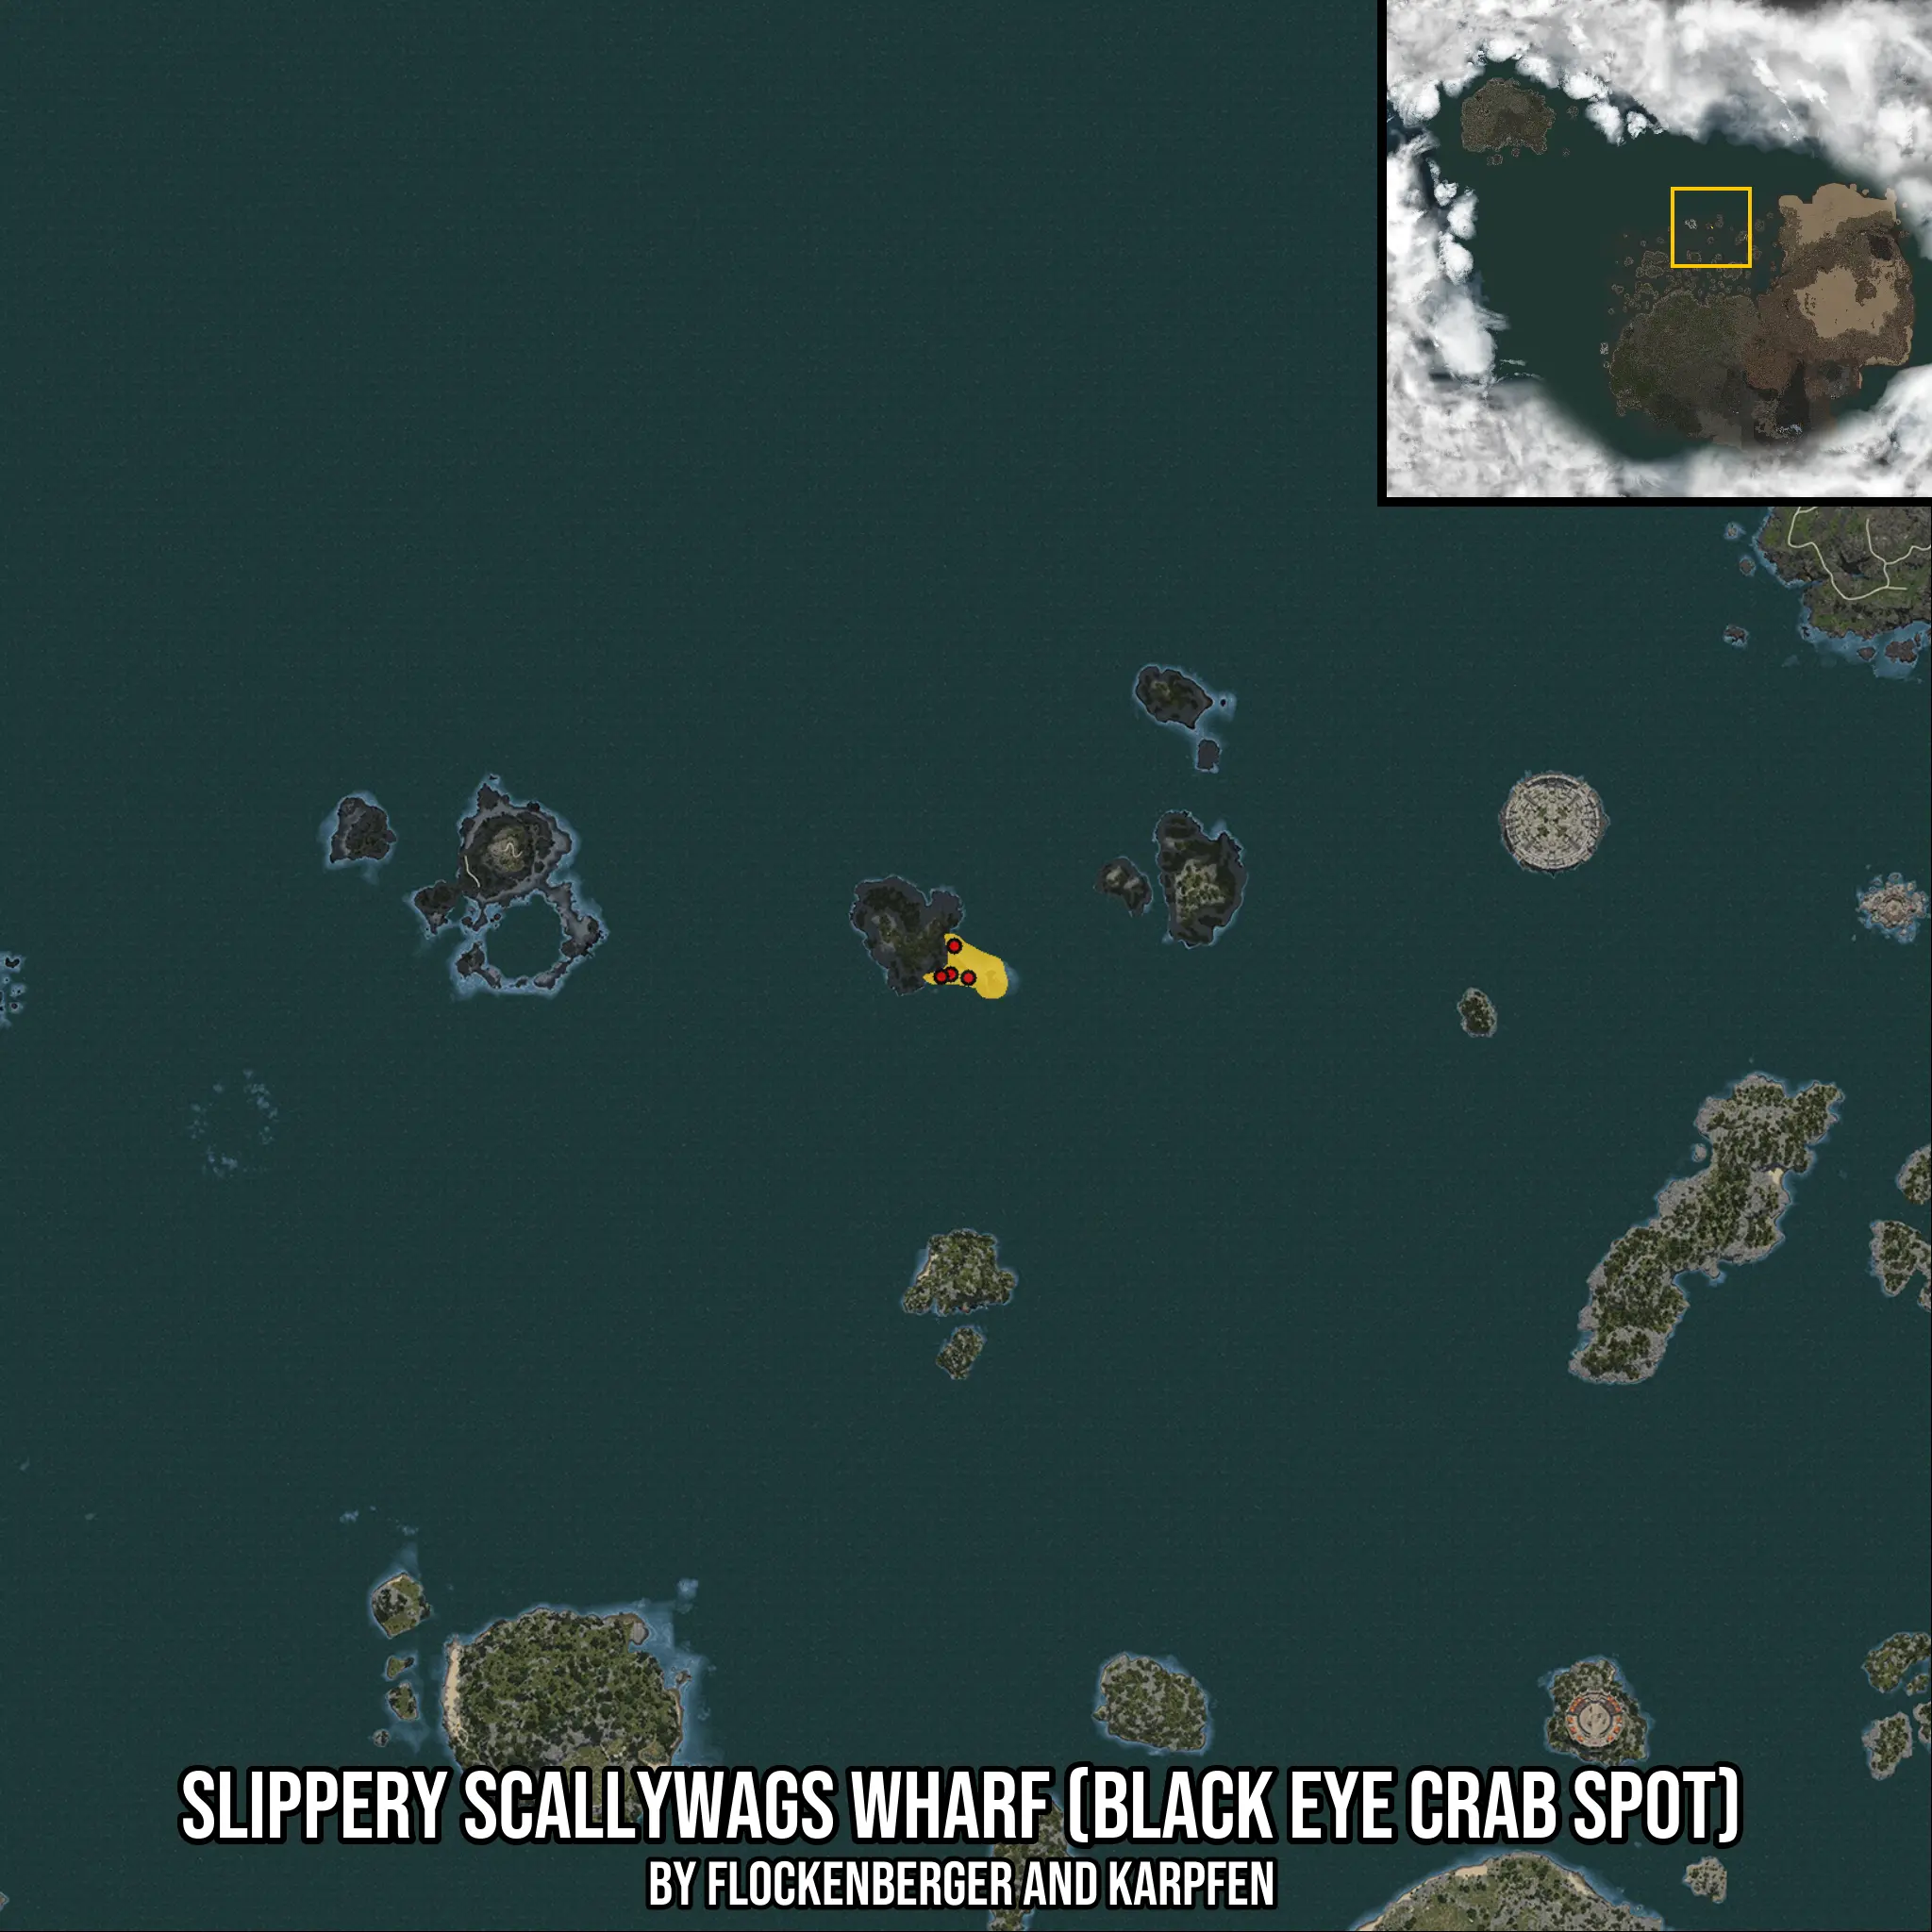 SLIPPERY SCALLYWAGS WHARF (BLACK EYE CRAB SPOT)
BY FLOCKENBERGER AND KARPFEN